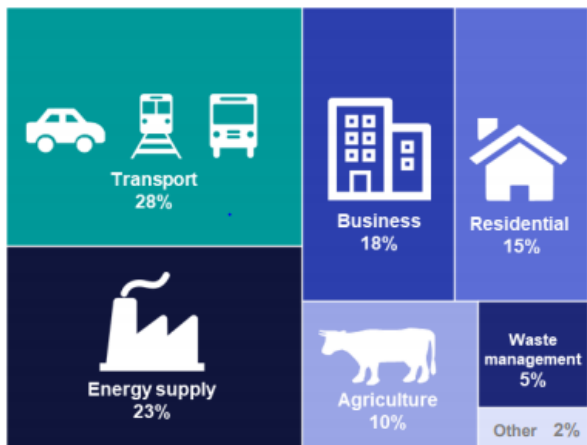 Transport
28%
Business
18%
Residential
15%
Energy supply
23%
Agriculture
10%
Waste
management
5%
Other 2%